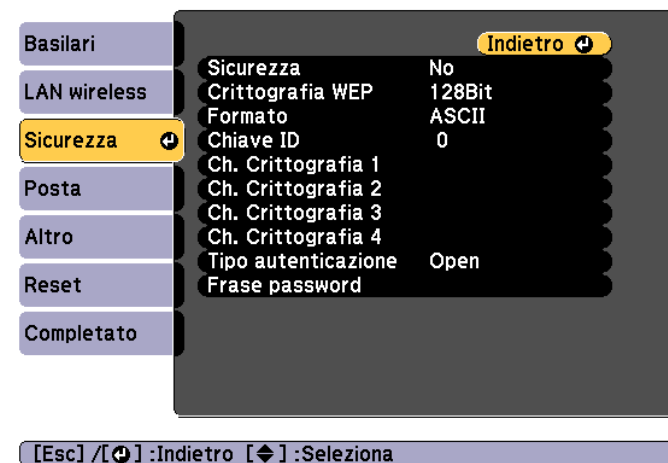 Basilari
LAN wireless
Sicurezza
Posta
Altro
Reset
Completato
Indietro
Sicurezza No
Crittografia WEP 128Bit
Formato ASCII
Chiave ID 0
Ch. Crittografia 1
Ch. Crittografia 2
Ch. Crittografia 3
Ch. Crittografia 4
Tipo autenticazione Open
Frase password
[Esc] /[⏎] :Indietro [◆] :Seleziona